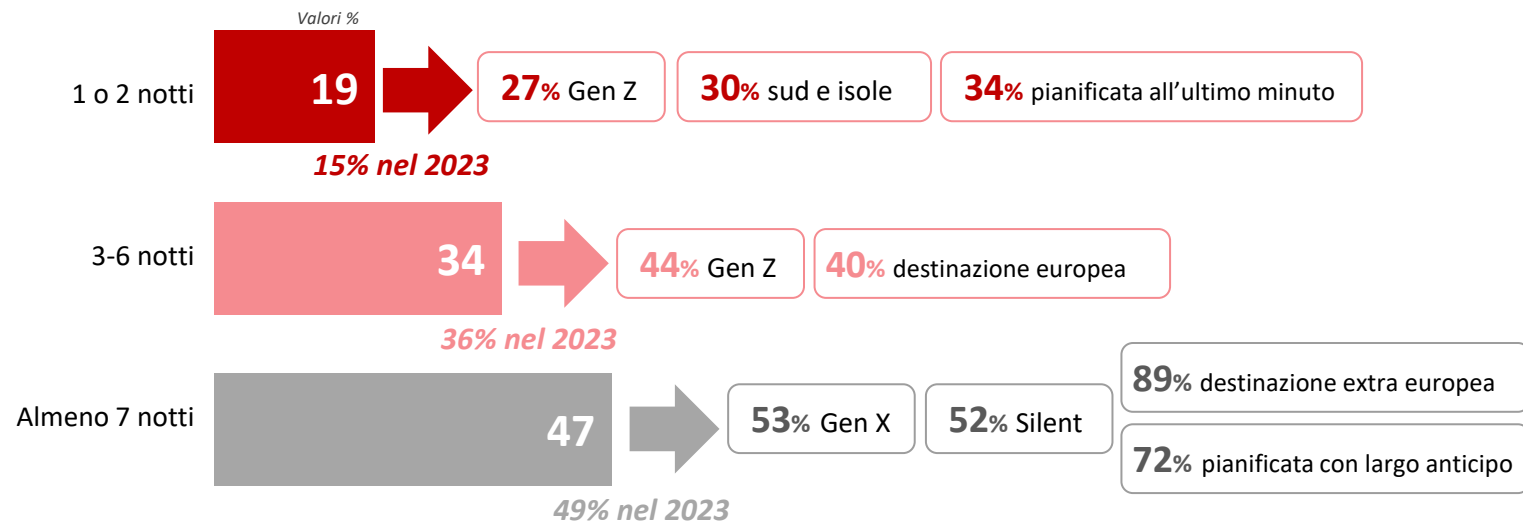 Valori %
1 o 2 notti
19
27% Gen Z
30% sud e isole
34% pianificata all’ultimo minuto
15% nel 2023
3-6 notti
34
44% Gen Z
40% destinazione europea
36% nel 2023
Almeno 7 notti
47
53% Gen X
52% Silent
89% destinazione extra europea
72% pianificata con largo anticipo
49% nel 2023